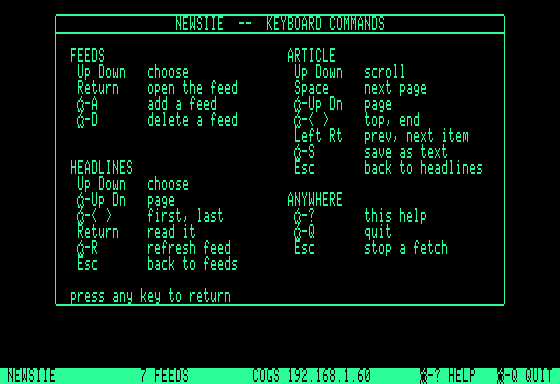 NEWSIIE -- KEYBOARD COMMANDS
FEEDS
Up Down choose
Return open the feed
-A add a feed
-D delete a feed
HEADLINES
Up Down choose
-Up Dn page
-< > first, last
Return read it
-R refresh feed
Esc back to feeds
ARTICLE
Up Down scroll
Space next page
-Up Dn page
-< > top, end
Left Rt prev, next item
-S save as text
Esc back to headlines
ANYWHERE
-? this help
-Q quit
Esc stop a fetch
press any key to return
NEWSIIE 7 FEEDS COGS 192.168.1.60 -? HELP -Q QUIT